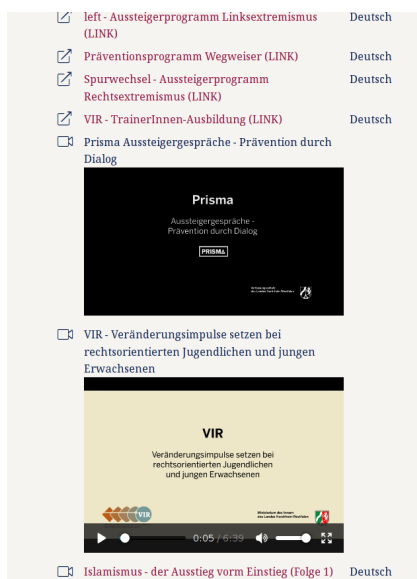 left - Aussteigerprogramm Linksextremismus Deutsch
(LINK)
Präventionsprogramm Wegweiser (LINK) Deutsch
Spurwechsel - Aussteigerprogramm Deutsch
Rechtsextremismus (LINK)
VIR - TrainerInnen-Ausbildung (LINK) Deutsch
Prisma Aussteigergespräche - Prävention durch
Dialog
Prisma
Aussteigergespräche -
Prävention durch Dialog
PRISMA
VIR - Veränderungsimpulse setzen bei
rechtsorientierten Jugendlichen und jungen
Erwachsenen
VIR
Veränderungsimpulse setzen bei
rechtsorientierten Jugendlichen
und jungen Erwachsenen
VIR
Ministerium des Innern
des Landes Nordrhein-Westfalen
0:05 / 6:39
Islamismus - der Ausstieg vorm Einstieg (Folge 1) Deutsch